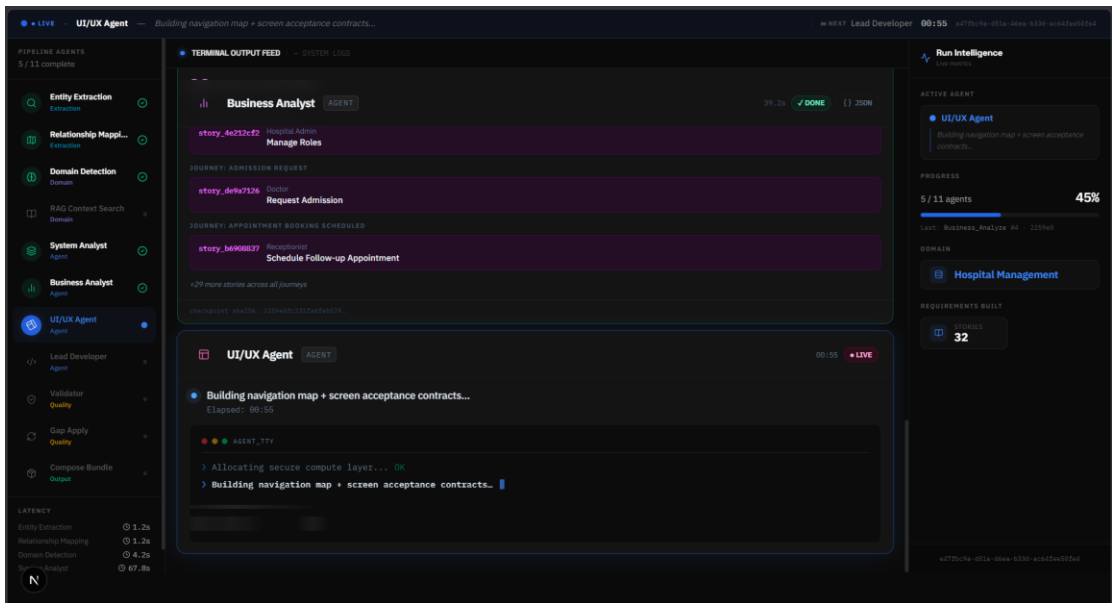 • LIVE
UI/UX Agent — Building navigation map + screen acceptance contracts...
NEXT Lead Developer 00:55
PIPELINE AGENTS
5 / 11 complete
Entity Extraction
Extraction
Relationship Mappi...
Extraction
Domain Detection
Domain
RAG Context Search
Domain
System Analyst
Agent
Business Analyst
Agent
UI/UX Agent
Agent
Lead Developer
Agent
Validator
Quality
Gap Apply
Quality
Compose Bundle
Output
LATENCY
Entity Extraction 1.2s
Relationship Mapping 1.2s
Domain Detection 4.2s
System Analyst 67.8s
N
TERMINAL OUTPUT FEED — SYSTEM LOGS
Business Analyst AGENT 39.2s ✓ DONE {} JSON
story_4e212cf2 Hospital Admin
Manage Roles
JOURNEY: ADMISSION REQUEST
story_de9a7126 Doctor
Request Admission
JOURNEY: APPOINTMENT BOOKING SCHEDULED
story_b6908837 Receptionist
Schedule Follow-up Appointment
+29 more stories across all journeys
checkpoint sha256
UI/UX Agent AGENT 00:55 • LIVE
Building navigation map + screen acceptance contracts...
Elapsed: 00:55
AGENT_TTY
> Allocating secure compute layer... OK
> Building navigation map + screen acceptance contracts…
Run Intelligence
Live metrics
ACTIVE AGENT
UI/UX Agent
Building navigation map + screen acceptance
contracts...
PROGRESS
5 / 11 agents 45%
Last: Business_Analyze #4 · 2259e0
DOMAIN
Hospital Management
REQUIREMENTS BUILT
STORIES
32